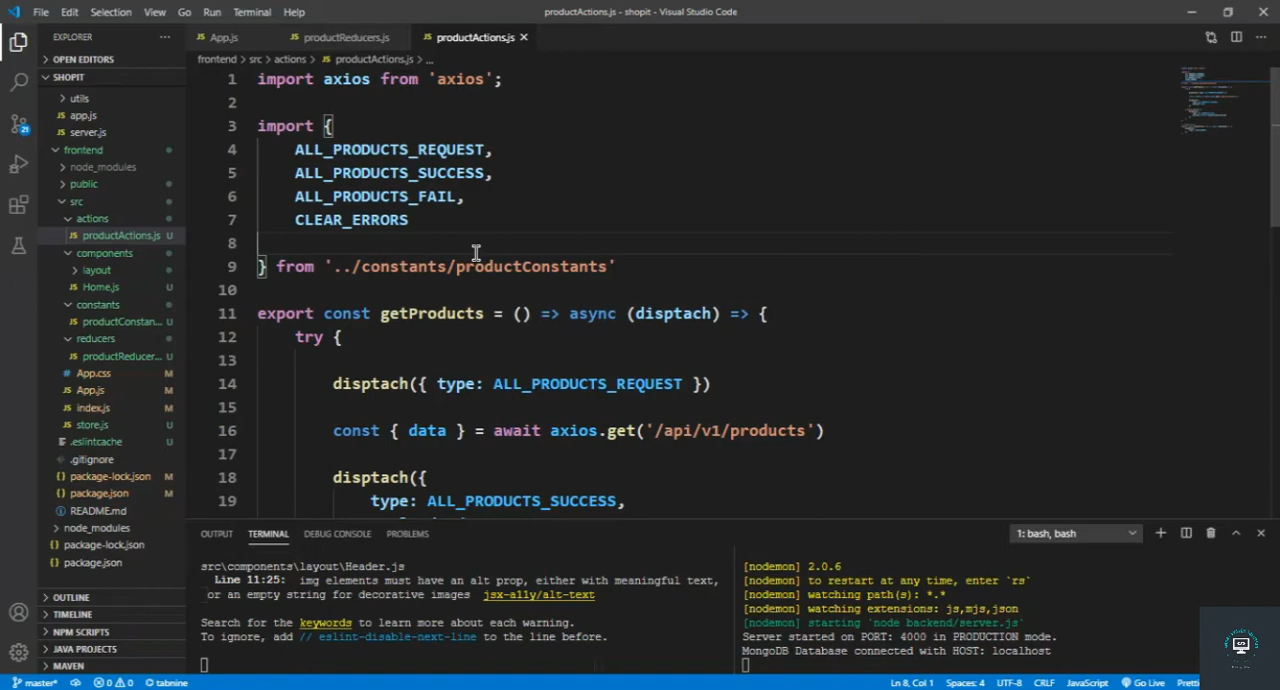 File Edit Selection View Go Run Terminal Help productActions.js - shopit - Visual Studio Code
EXPLORER ...
App.js productReducers.js productActions.js ×
OPEN EDITORS
frontend > src > actions > productActions.js > ...
SHOPIT
utils
app.js
server.js
frontend
node_modules
public
src
actions
JS productActions.js U
components
layout
JS Home.js U
constants
JS productConstan... U
reducers
JS productReducer... U
# App.css M
JS App.js M
JS index.js M
JS store.js U
.eslintcache U
.gitignore
{} package-lock.json M
{} package.json M
README.md
node_modules
{} package-lock.json
{} package.json
OUTLINE
TIMELINE
NPM SCRIPTS
JAVA PROJECTS
MAVEN
21
1 import axios from 'axios';
2
3 import {
4 ALL_PRODUCTS_REQUEST,
5 ALL_PRODUCTS_SUCCESS,
6 ALL_PRODUCTS_FAIL,
7 CLEAR_ERRORS
8
9 } from '../constants/productConstants'
10
11 export const getProducts = () => async (disptach) => {
12 try {
13
14 disptach({ type: ALL_PRODUCTS_REQUEST })
15
16 const { data } = await axios.get('/api/v1/products')
17
18 disptach({
19 type: ALL_PRODUCTS_SUCCESS,
OUTPUT TERMINAL DEBUG CONSOLE PROBLEMS 1: bash, bash
src\components\layout\Header.js
Line 11:25: img elements must have an alt prop, either with meaningful text,
or an empty string for decorative images jsx-a11y/alt-text
Search for the keywords to learn more about each warning.
To ignore, add // eslint-disable-next-line to the line before.
[nodemon] 2.0.6
[nodemon] to restart at any time, enter `rs`
[nodemon] watching path(s): *.*
[nodemon] watching extensions: js,mjs,json
[nodemon] starting `node backend/server.js`
Server started on PORT: 4000 in PRODUCTION mode.
MongoDB Database connected with HOST: localhost
master* 0 0 tabnine Ln 8, Col 1 Spaces: 4 UTF-8 CRLF JavaScript Go Live